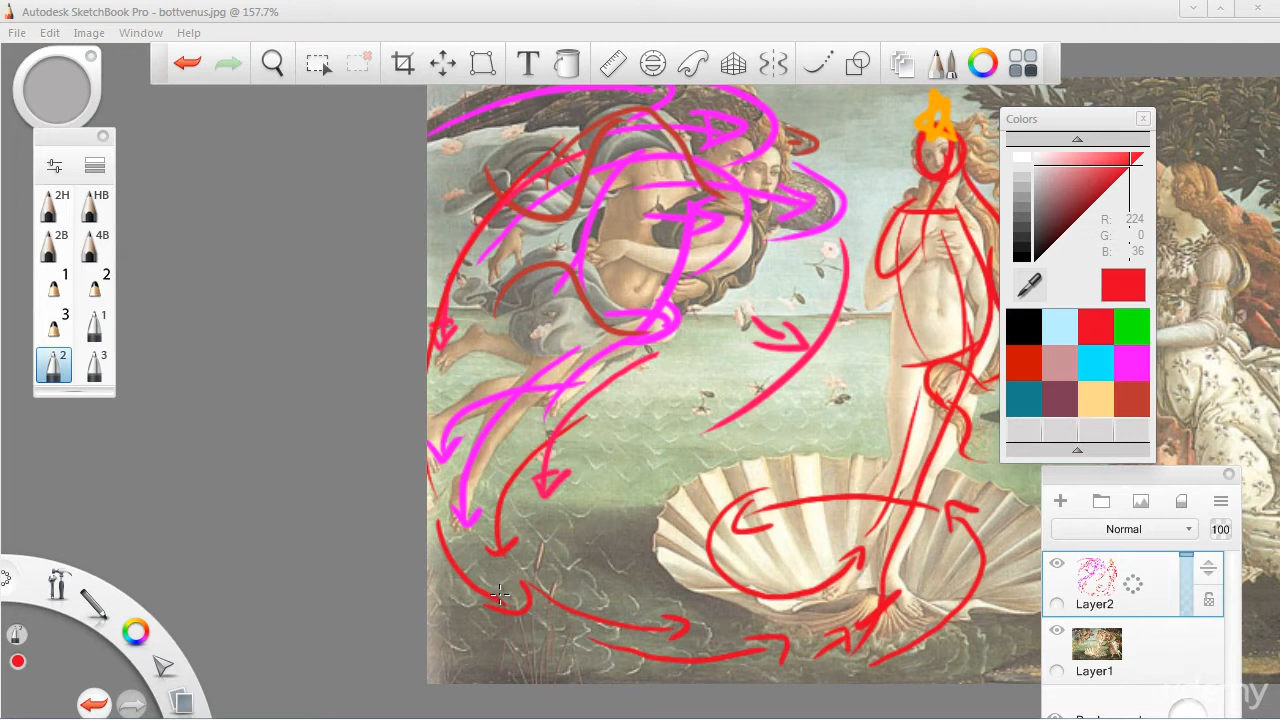 Autodesk SketchBook Pro - bottvenus.jpg @ 157.7%
File Edit Image Window Help
T
Colors
2H HB
2B 4B
1 2
3 1
2 3
R: 224
G: 0
B: 36
Normal 100
Layer2
Layer1
udemy